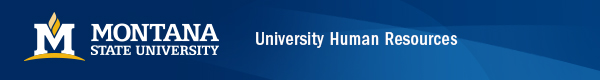 M MONTANA
STATE UNIVERSITY
University Human Resources